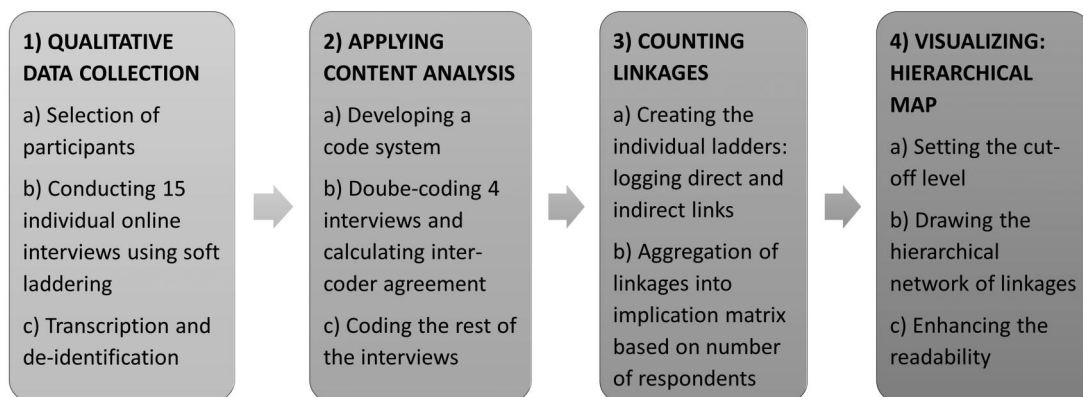 1) QUALITATIVE
DATA COLLECTION
a) Selection of
participants
b) Conducting 15
individual online
interviews using soft
laddering
c) Transcription and
de-identification
2) APPLYING
CONTENT ANALYSIS
a) Developing a
code system
b) Doube-coding 4
interviews and
calculating inter-
coder agreement
c) Coding the rest of
the interviews
3) COUNTING
LINKAGES
a) Creating the
individual ladders:
logging direct and
indirect links
b) Aggregation of
linkages into
implication matrix
based on number
of respondents
4) VISUALIZING:
HIERARCHICAL
MAP
a) Setting the cut-
off level
b) Drawing the
hierarchical
network of linkages
c) Enhancing the
readability